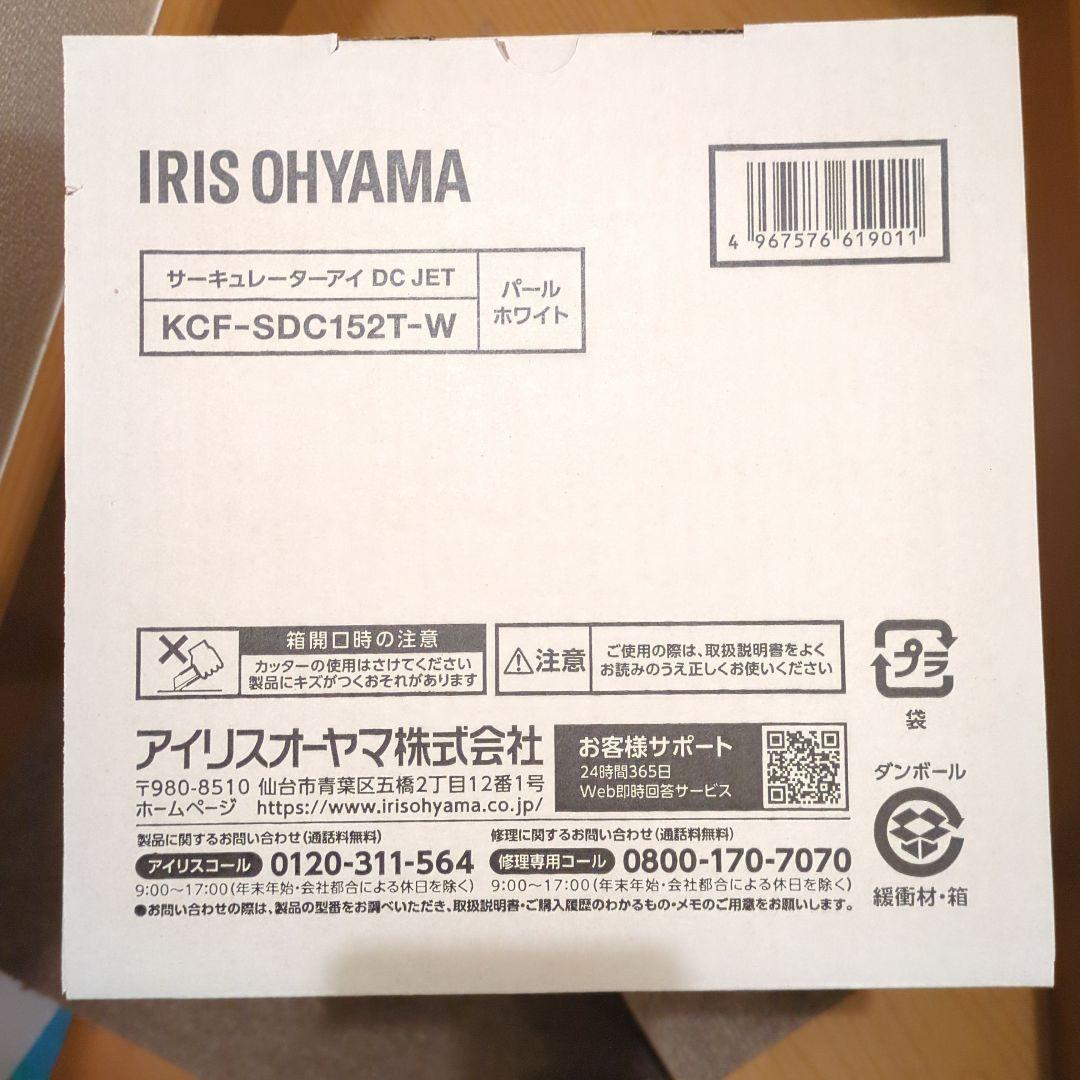 IRIS OHYAMA
4 967576 619011
サーキュレーターアイ DC JET
KCF-SDC152T-W
パール
ホワイト
箱開口時の注意
カッターの使用はさけてください
製品にキズがつくおそれがあります
注意
ご使用の際は、取扱説明書をよく
お読みのうえ正しくお使いください
プラ
袋
アイリスオーヤマ株式会社
〒980-8510 仙台市青葉区五橋2丁目12番1号
ホームページ https://www.irisohyama.co.jp/
お客様サポート
24時間365日
Web即時回答サービス
ダンボール
緩衝材・箱
製品に関するお問い合わせ(通話料無料)
アイリスコール 0120-311-564
9:00～17:00(年末年始・会社都合による休日を除く)
修理に関するお問い合わせ(通話料無料)
修理専用コール 0800-170-7070
9:00～17:00(年末年始・会社都合による休日を除く)
●お問い合わせの際は、製品の型番をお調べいただき、取扱説明書・ご購入履歴のわかるもの・メモのご用意をお願いします。